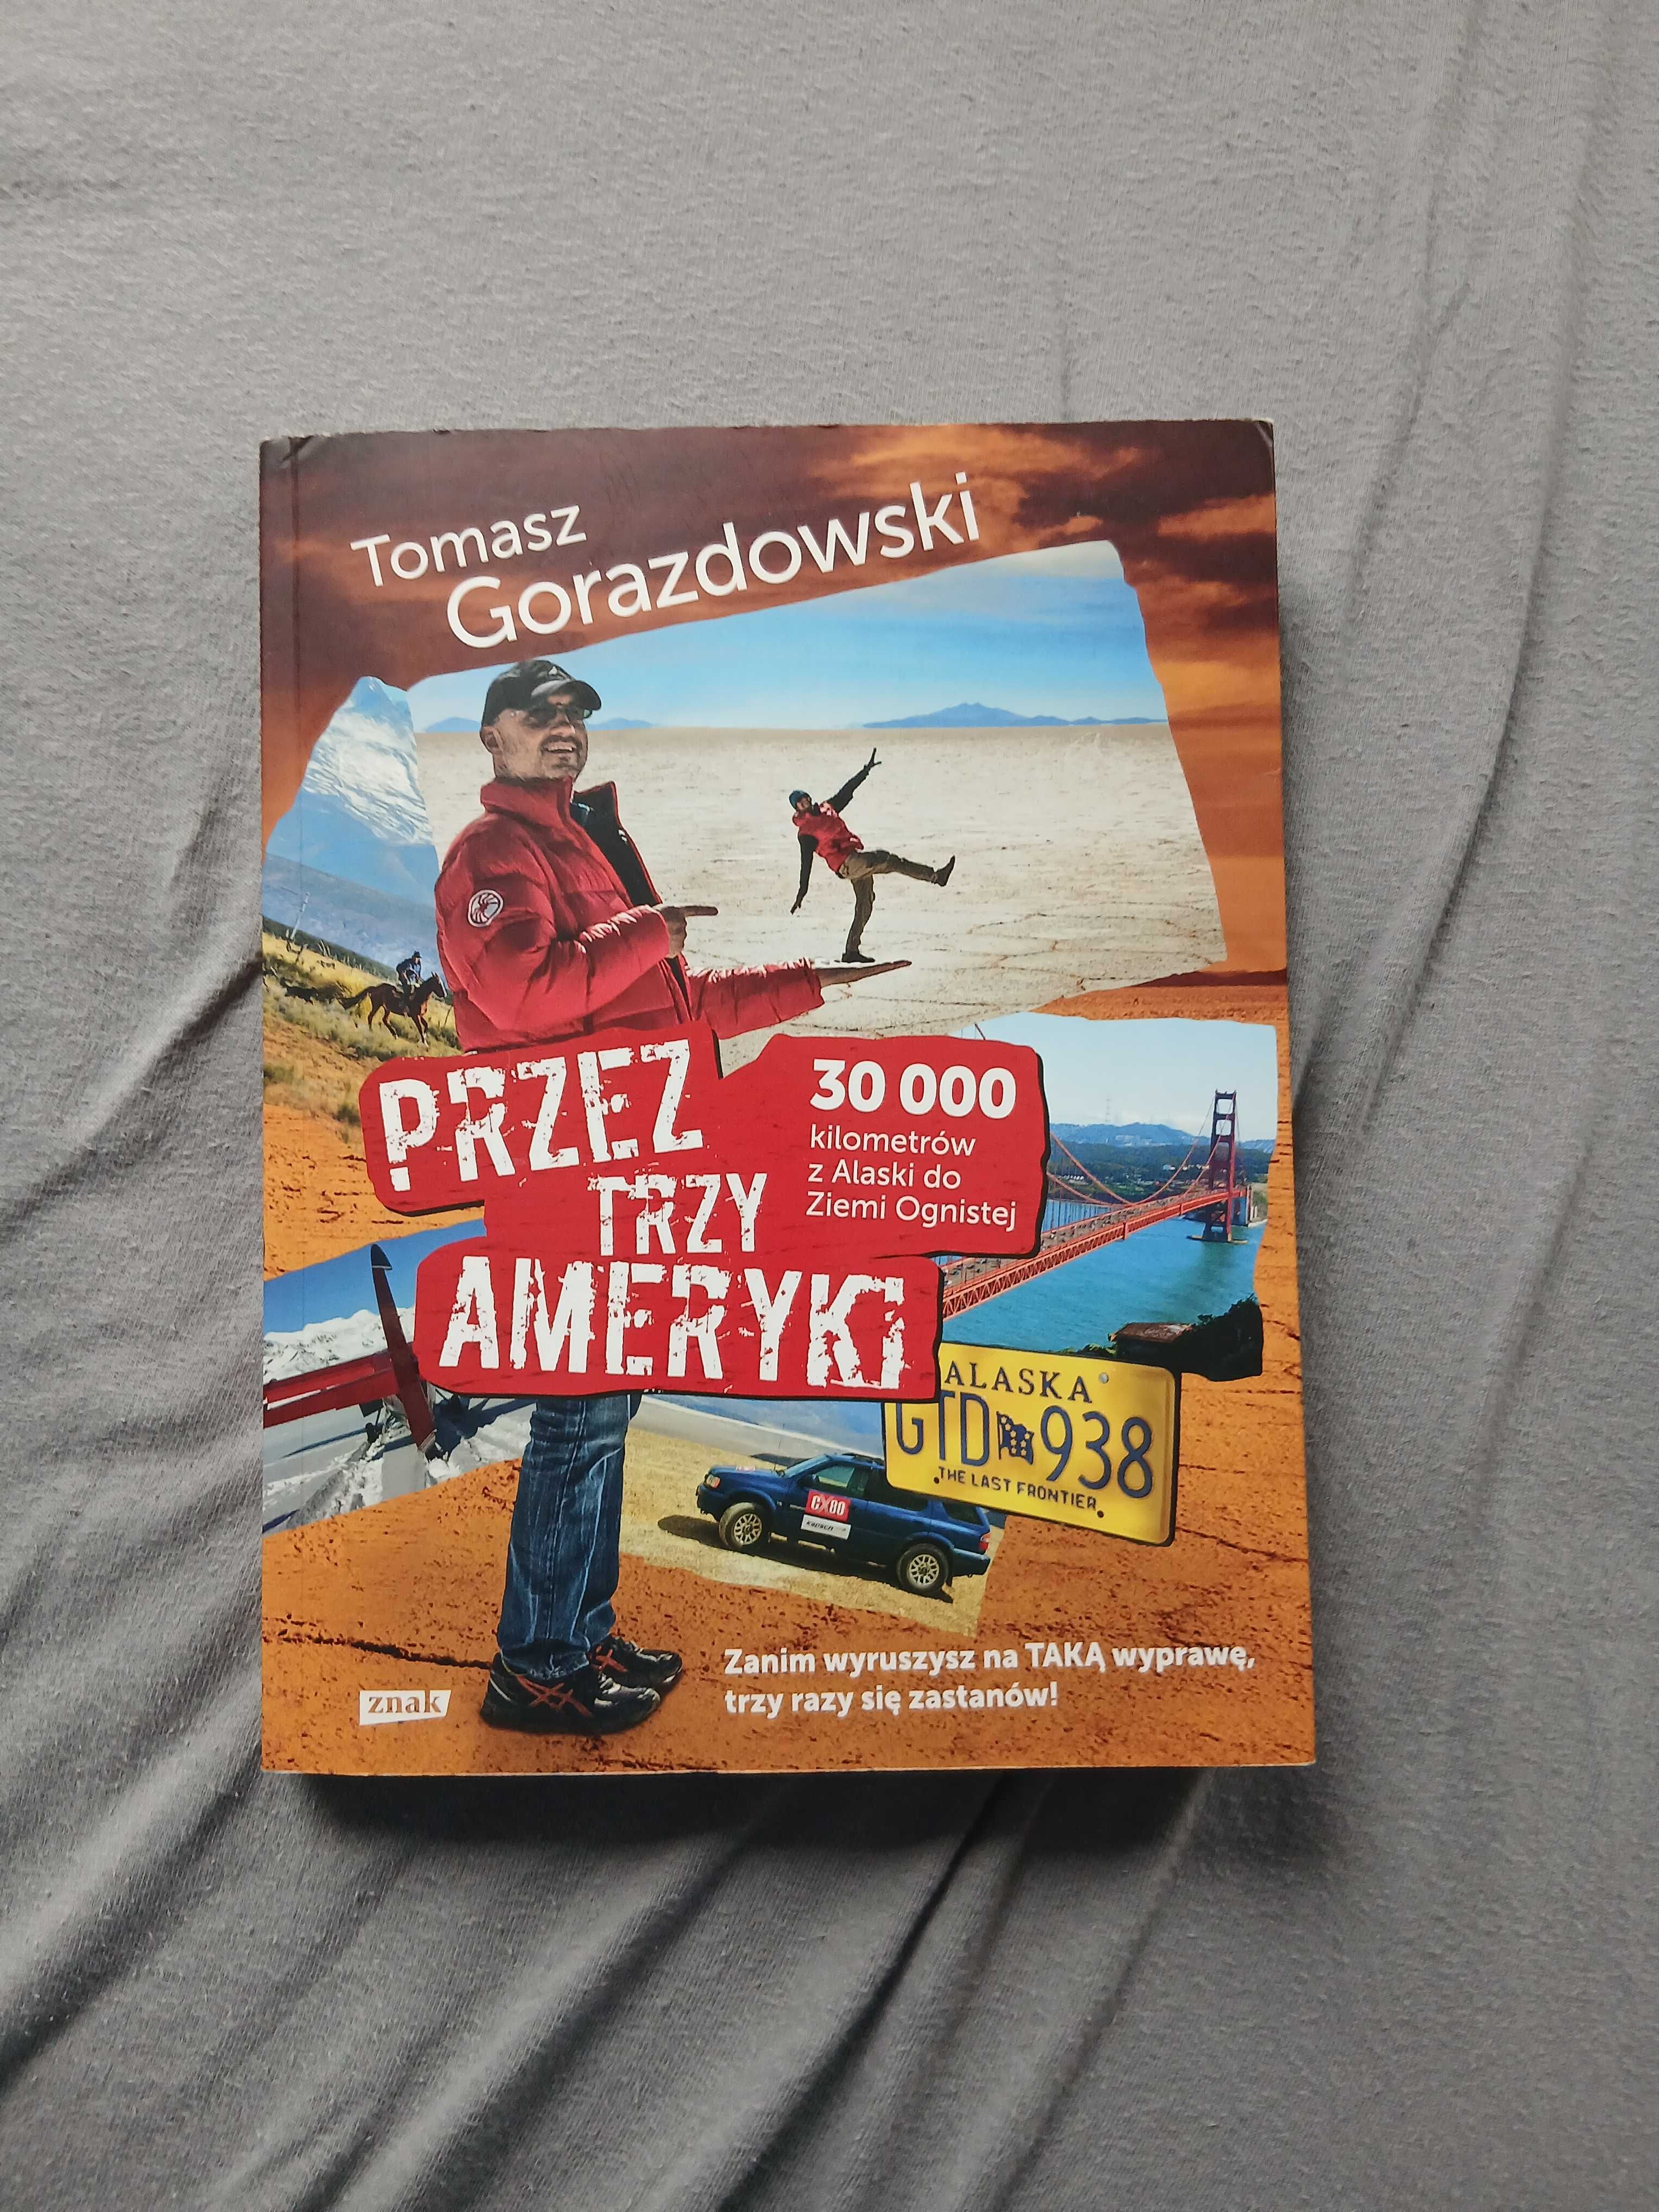 Tomasz
Gorazdowski
PRZEZ
TRZY
AMERYKI
30 000
kilometrów
z Alaski do
Ziemi Ognistej
ALASKA
GTD 938
THE LAST FRONTIER
CX80
Zanim wyruszysz na TAKĄ wyprawę,
trzy razy się zastanów!
znak